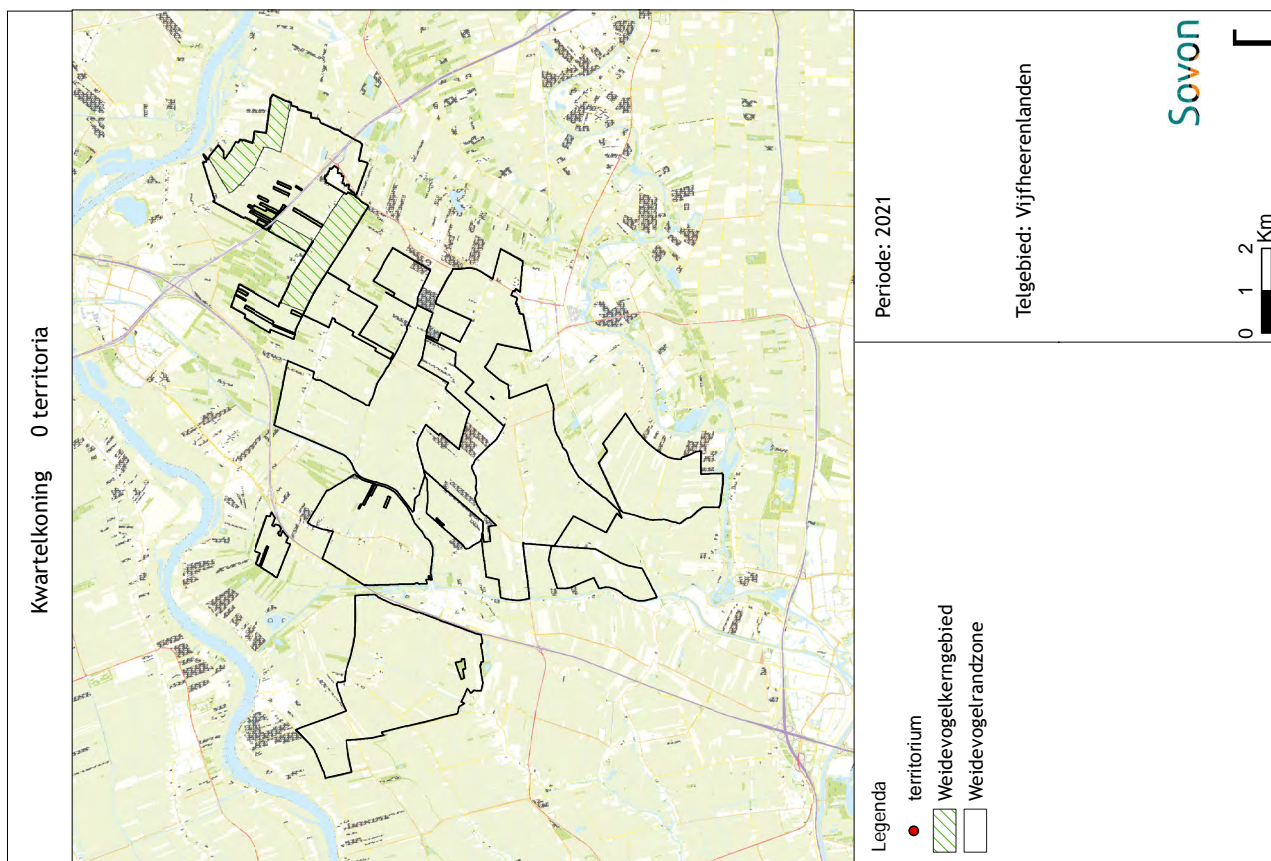 Kwartelkoning 0 territoria
Legenda
territorium
Weidevogelkerngebied
Weidevogelrandzone
Periode: 2021
Telgebied: Vijfheerenlanden
0 1 2
Km
Sovon